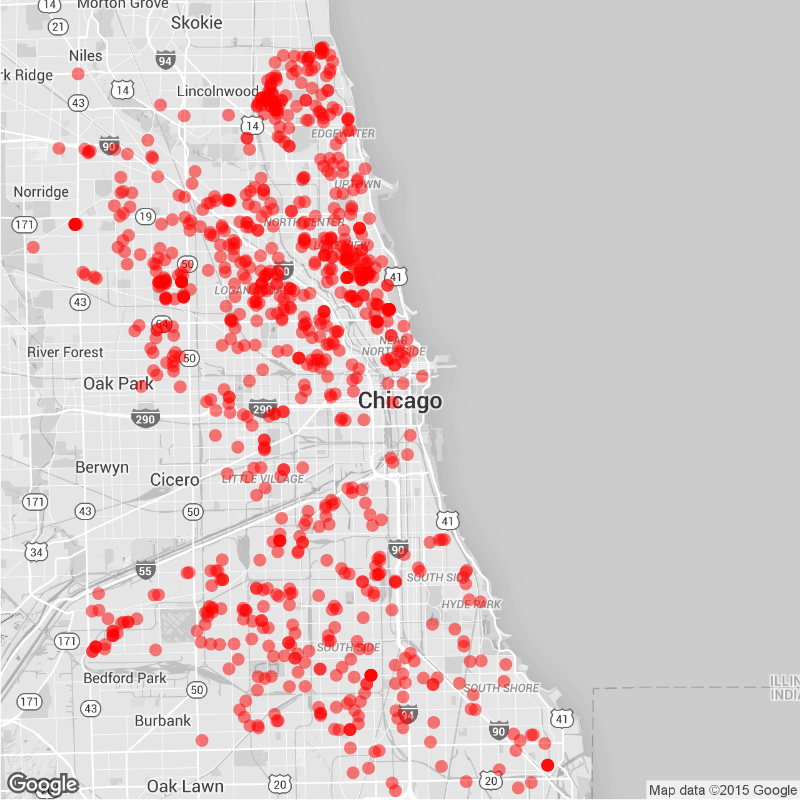 14
Morton Grove
21
Skokie
Niles
94
rk Ridge
14
Lincolnwood
43
14
EDGEWATER
90
UPTOWN
Norridge
171
19
NORTH CENTER
LAKEVIEW
50
90
41
LOGAN SQUARE
43
64
NEAR
NORTH SIDE
River Forest
50
Oak Park
290
290
Chicago
Berwyn
Cicero
LITTLE VILLAGE
171
43
50
41
34
90
55
SOUTH SIDE
HYDE PARK
171
SOUTH SIDE
Bedford Park
SOUTH SHORE
ILLIN
INDIA
171
43
50
Burbank
94
90
41
Google
Oak Lawn
20
20
Map data ©2015 Google